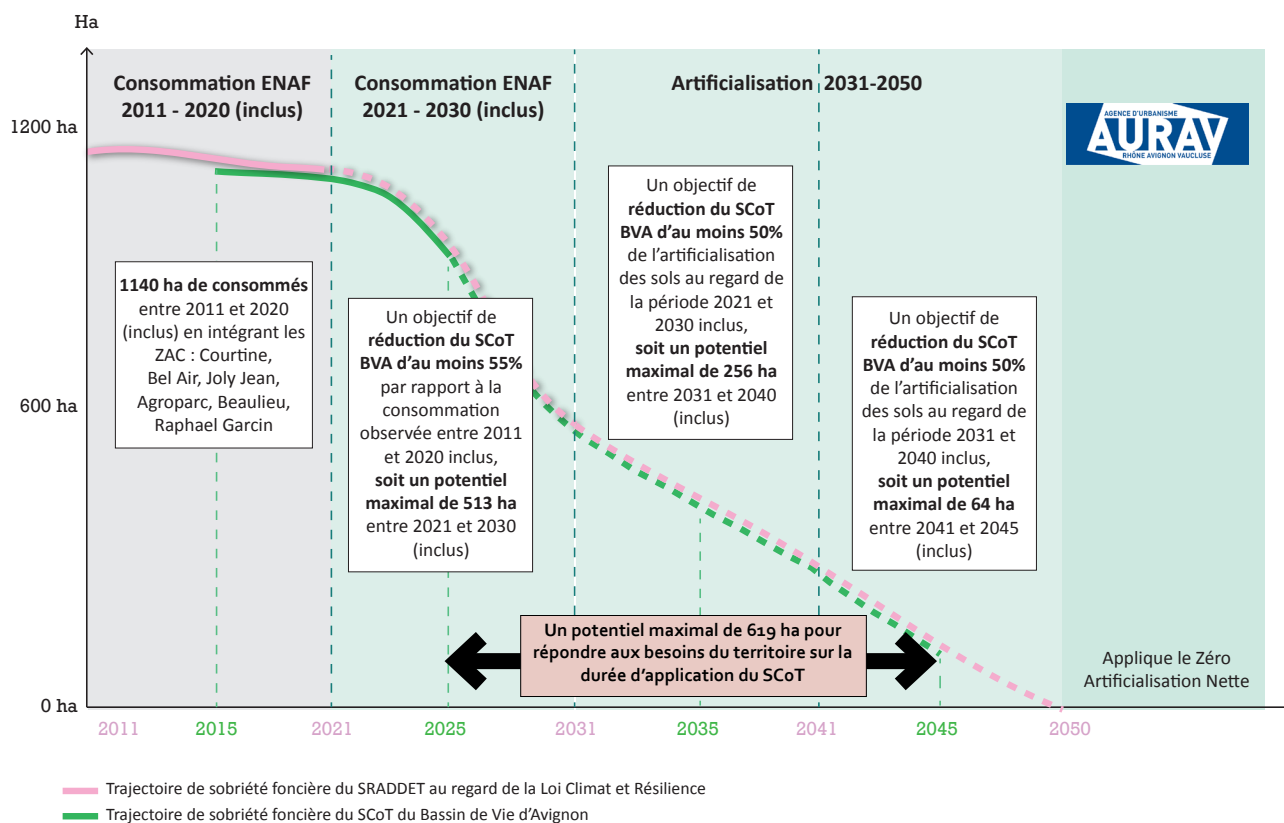 Ha
Consommation ENAF
2011 - 2020 (inclus)
Consommation ENAF
2021 - 2030 (inclus)
Artificialisation 2031-2050
AGENCE D'URBANISME
AURAV
RHÔNE AVIGNON VAUCLUSE
1200 ha
600 ha
0 ha
1140 ha de consommés
entre 2011 et 2020
(inclus) en intégrant les
ZAC : Courtine,
Bel Air, Joly Jean,
Agroparc, Beaulieu,
Raphael Garcin
Un objectif de
réduction du SCoT
BVA d'au moins 55%
par rapport à la
consommation
observée entre 2011
et 2020 inclus,
soit un potentiel
maximal de 513 ha
entre 2021 et 2030
(inclus)
Un objectif de
réduction du SCoT
BVA d'au moins 50%
de l'artificialisation
des sols au regard de
la période 2021 et
2030 inclus,
soit un potentiel
maximal de 256 ha
entre 2031 et 2040
(inclus)
Un objectif de
réduction du SCoT
BVA d'au moins 50%
de l'artificialisation
des sols au regard de
la période 2031 et
2040 inclus,
soit un potentiel
maximal de 64 ha
entre 2041 et 2045
(inclus)
Un potentiel maximal de 619 ha pour
répondre aux besoins du territoire sur la
durée d'application du SCoT
Applique le Zéro
Artificialisation Nette
2011 2015 2021 2025 2031 2035 2041 2045 2050
Trajectoire de sobriété foncière du SRADDET au regard de la Loi Climat et Résilience
Trajectoire de sobriété foncière du SCoT du Bassin de Vie d'Avignon